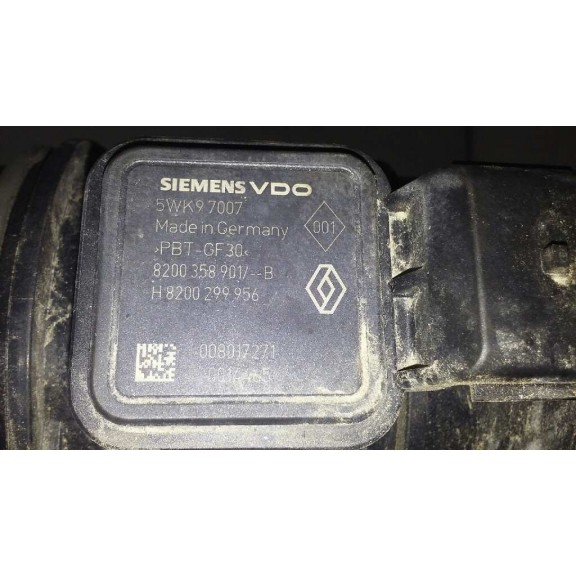 SIEMENS VDO
5WK9 7007
Made in Germany
001
>PBT-GF30<
8200 358 901/--B
H 8200 299 956
008017271